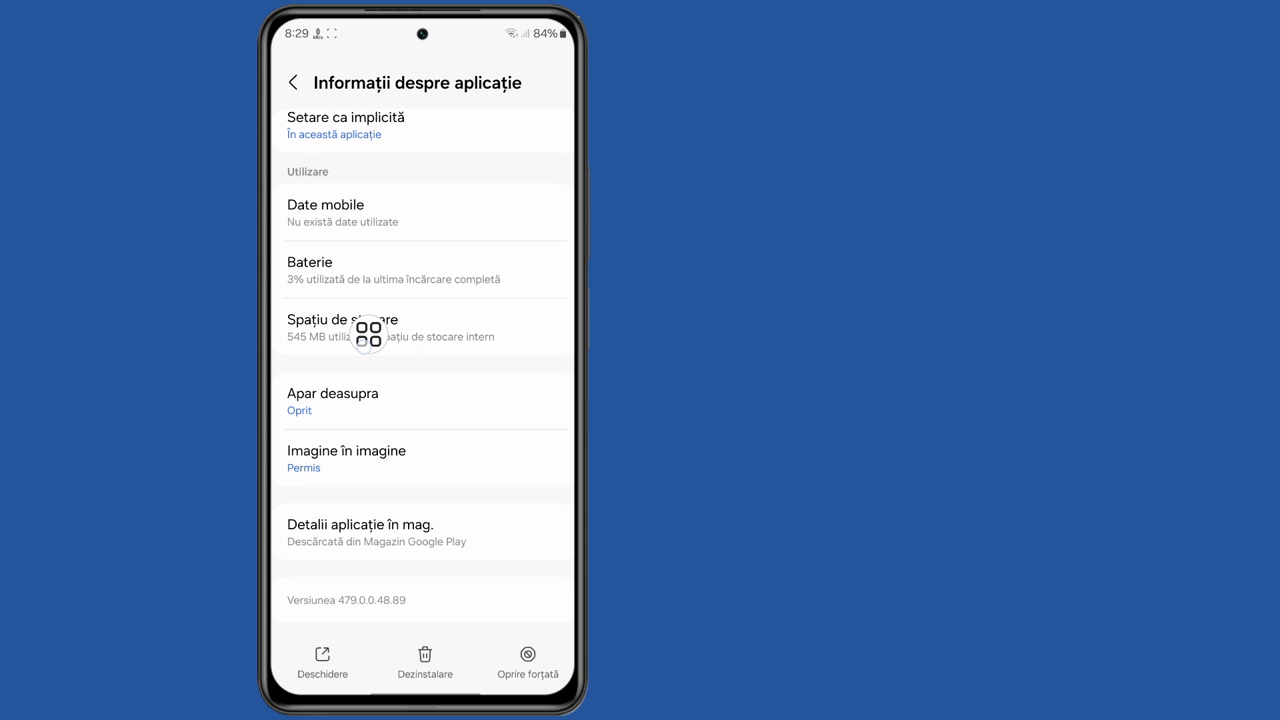 8:29
84%
Informații despre aplicație
Setare ca implicită
În această aplicație
Utilizare
Date mobile
Nu există date utilizate
Baterie
3% utilizată de la ultima încărcare completă
Spațiu de
545 MB de stocare intern
Apar deasupra
Oprit
Imagine în imagine
Permis
Detalii aplicație în mag.
Descărcată din Magazin Google Play
Versiunea 479.0.0.48.89
Deschidere
Dezinstalare
Oprire forțată